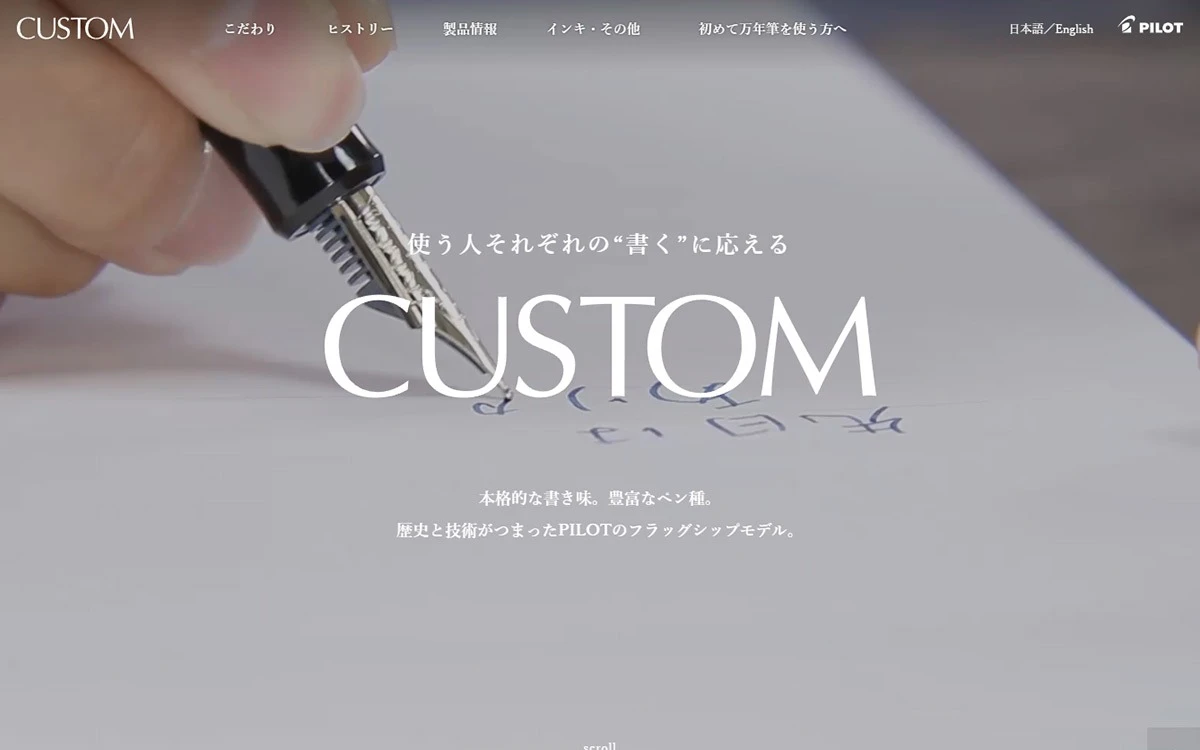 CUSTOM
こだわり
ヒストリー
製品情報
インキ・その他
初めて万年筆を使う方へ
日本語／English
PILOT
使う人それぞれの“書く”に応える
CUSTOM
本格的な書き味。豊富なペン種。
歴史と技術がつまったPILOTのフラッグシップモデル。
scroll